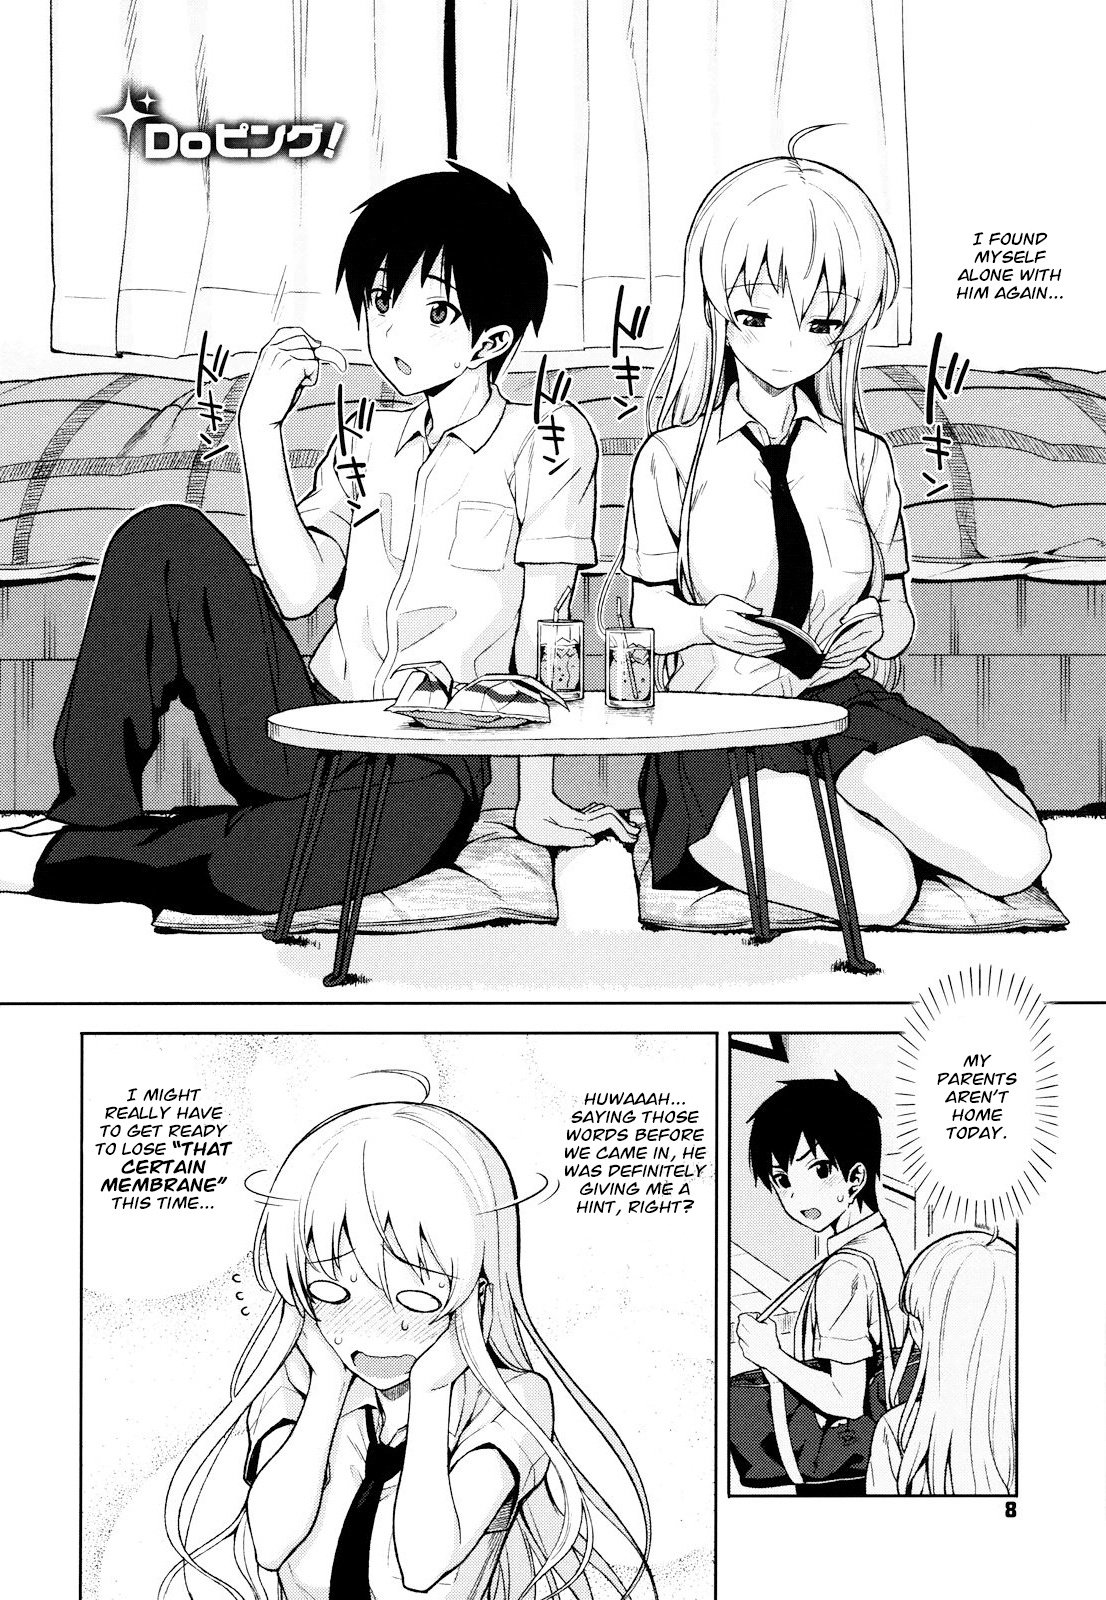 Doピング!
I FOUND
MYSELF
ALONE WITH
HIM AGAIN...
ドキン
ドキン
ドキン
ドキン
ドキン
MY
PARENTS
AREN'T
HOME
TODAY.
HUWAAAH...
SAYING THOSE
WORDS BEFORE
WE CAME IN, HE
WAS DEFINITELY
GIVING ME A
HINT, RIGHT?
I MIGHT
REALLY HAVE
TO GET READY
TO LOSE "THAT
CERTAIN
MEMBRANE"
THIS TIME...
8